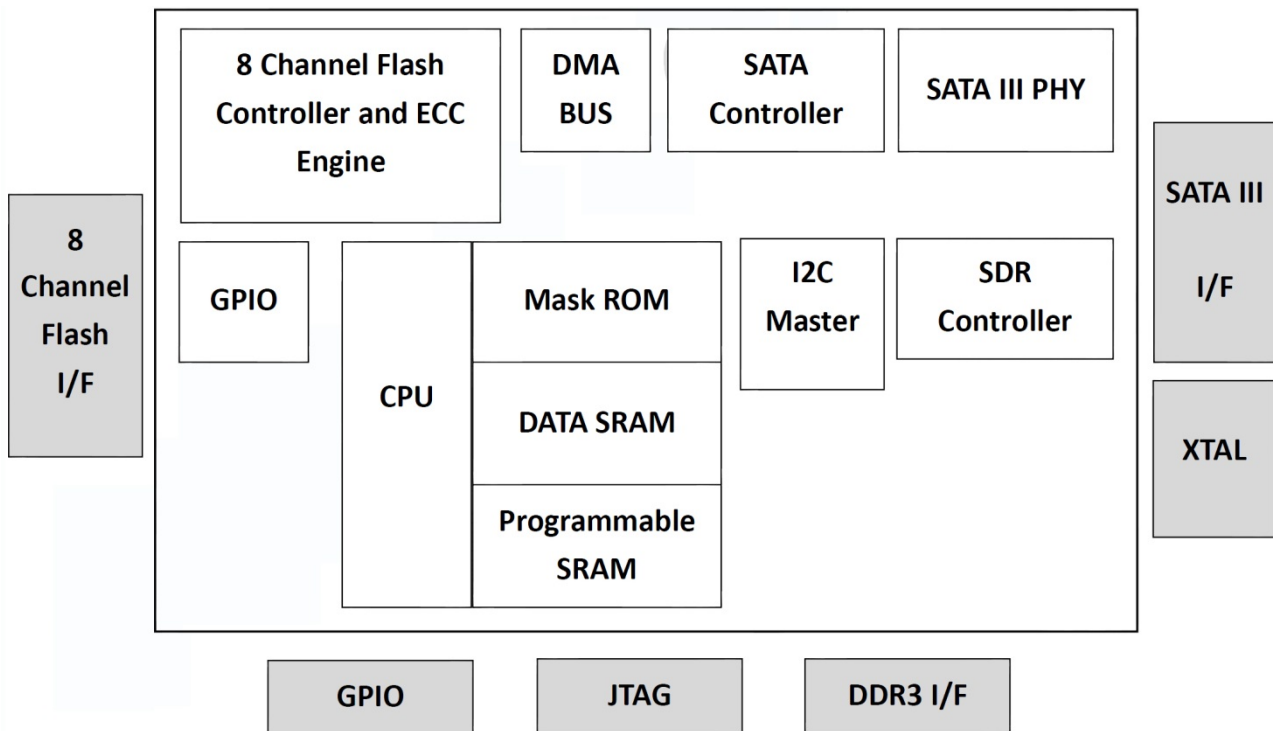 8 Channel Flash
Controller and ECC
Engine
DMA
BUS
SATA
Controller
SATA III PHY
8
Channel
Flash
I/F
GPIO
CPU
Mask ROM
DATA SRAM
Programmable
SRAM
I2C
Master
SDR
Controller
SATA III
I/F
XTAL
GPIO
JTAG
DDR3 I/F